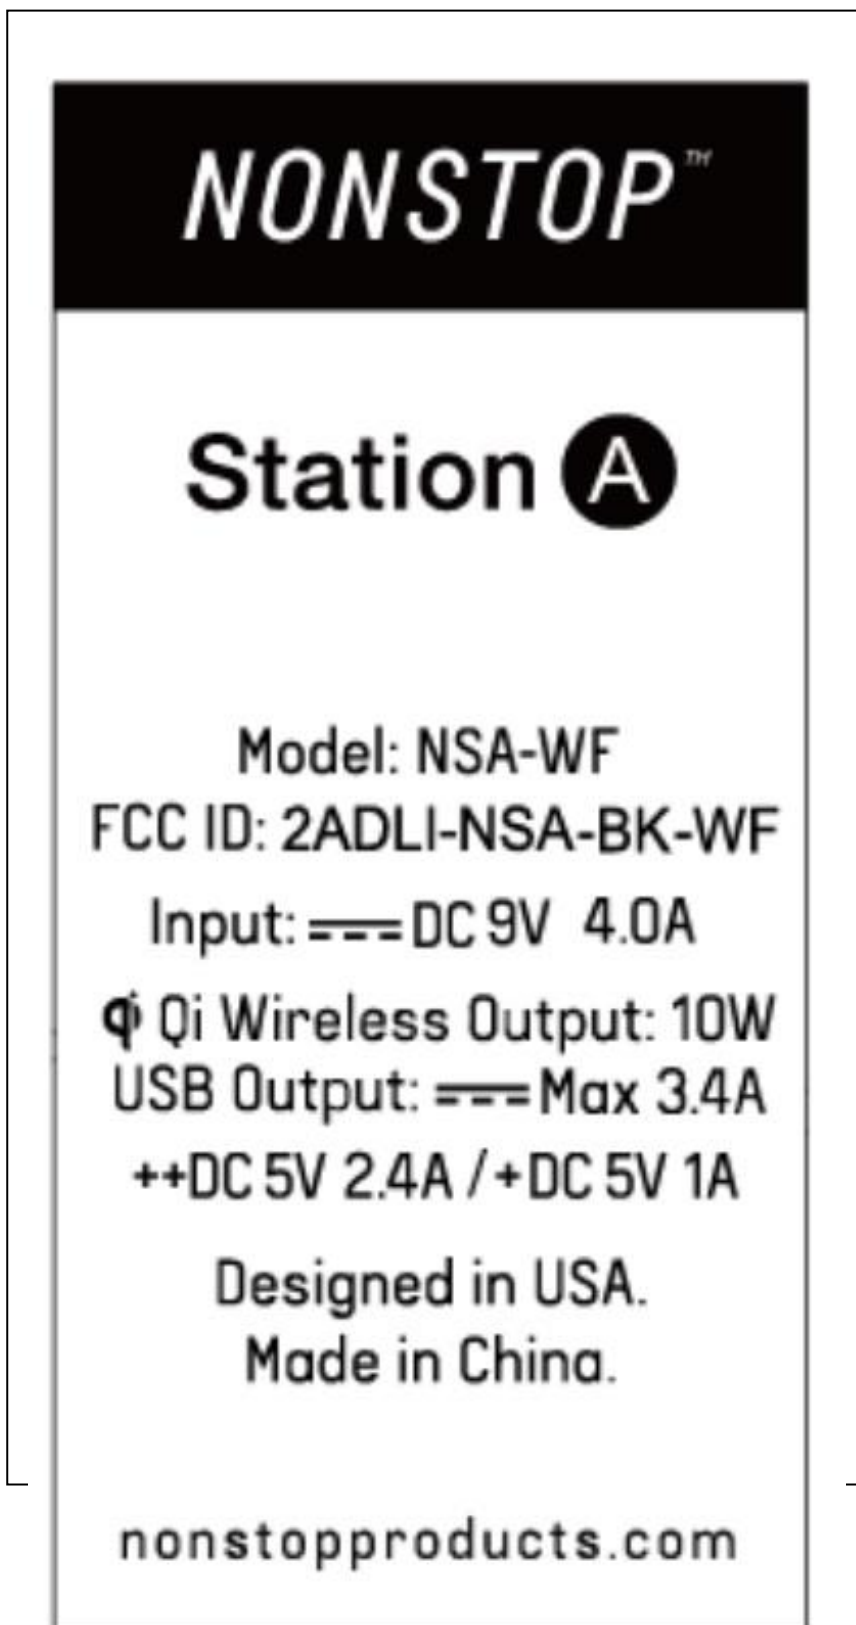 NONSTOP™
Station A
Model: NSA-WF
FCC ID: 2ADLI-NSA-BK-WF
Input: ⎓ DC 9V 4.0A
Qi Wireless Output: 10W
USB Output: ⎓ Max 3.4A
++DC 5V 2.4A / +DC 5V 1A
Designed in USA.
Made in China.
nonstopproducts.com